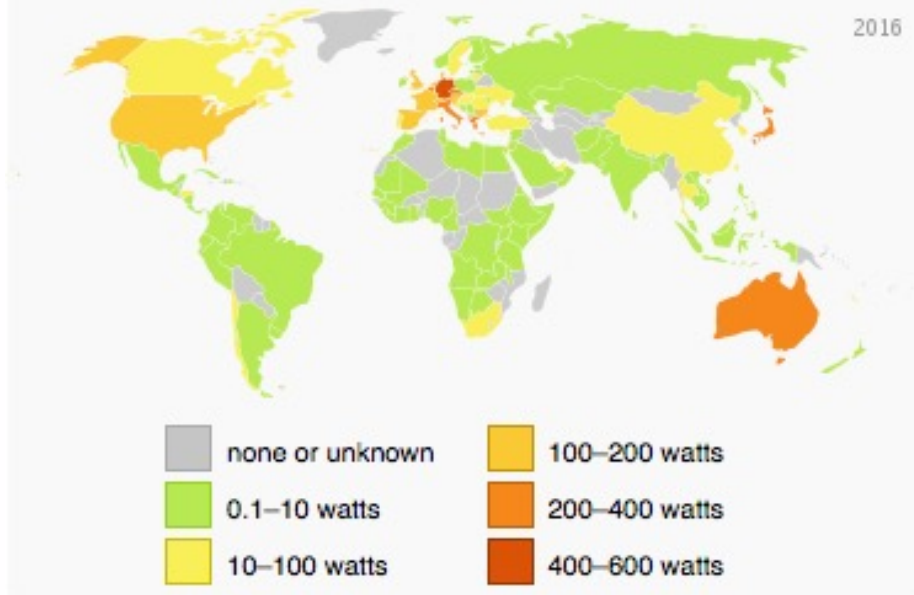 2016
none or unknown
0.1–10 watts
10–100 watts
100–200 watts
200–400 watts
400–600 watts